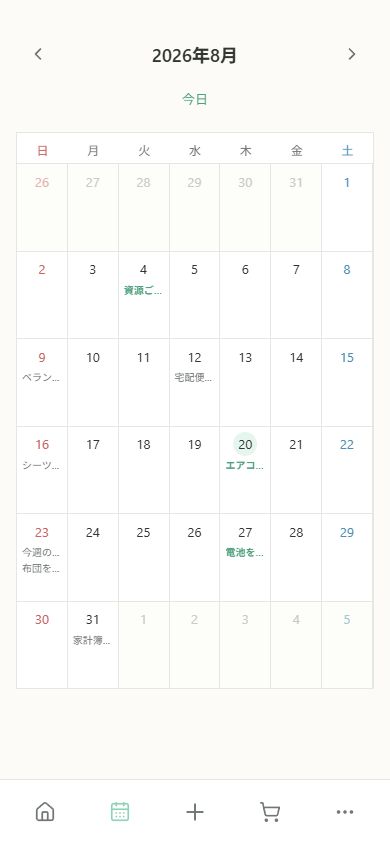 2026年8月
今日
日 月 火 水 木 金 土
26 27 28 29 30 31 1
2 3 4 5 6 7 8
資源ご...
9 10 11 12 13 14 15
ベラン... 宅配便...
16 17 18 19 20 21 22
シーツ... エアコ...
23 24 25 26 27 28 29
今週の... 電池を...
布団を...
30 31 1 2 3 4 5
家計簿...